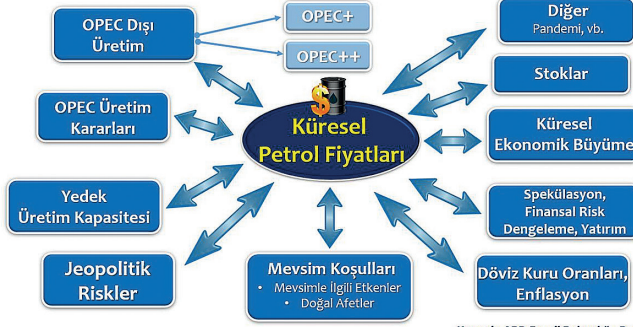 OPEC Dışı
Üretim
OPEC+
OPEC++
Diğer
Pandemi, vb.
Stoklar
OPEC Üretim
Kararları
Küresel
Petrol Fiyatları
Küresel
Ekonomik Büyüme
Yedek
Üretim Kapasitesi
Spekülasyon,
Finansal Risk
Dengeleme, Yatırım
Jeopolitik
Riskler
Mevsim Koşulları
• Mevsimle İlgili Etkenler
• Doğal Afetler
Döviz Kuru Oranları,
Enflasyon